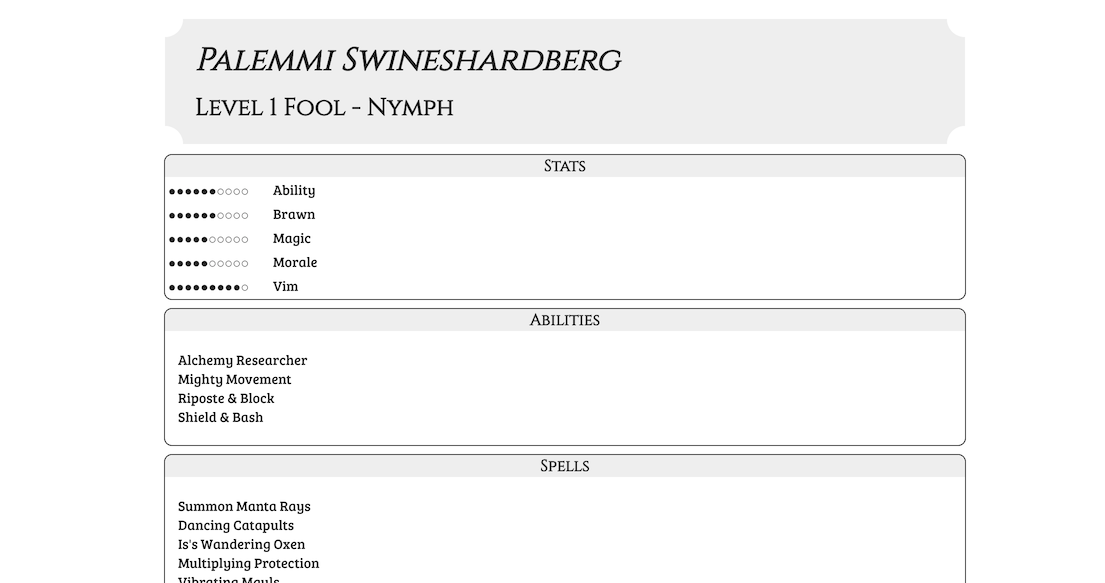 Palemmi Swineshardberg
Level 1 Fool - Nymph
Stats
●●●●●●○○○○ Ability
●●●●●●○○○○ Brawn
●●●●●○○○○○ Magic
●●●●●○○○○○ Morale
●●●●●●●●●○ Vim
Abilities
Alchemy Researcher
Mighty Movement
Riposte & Block
Shield & Bash
Spells
Summon Manta Rays
Dancing Catapults
Is's Wandering Oxen
Multiplying Protection
Vibrating Mauls